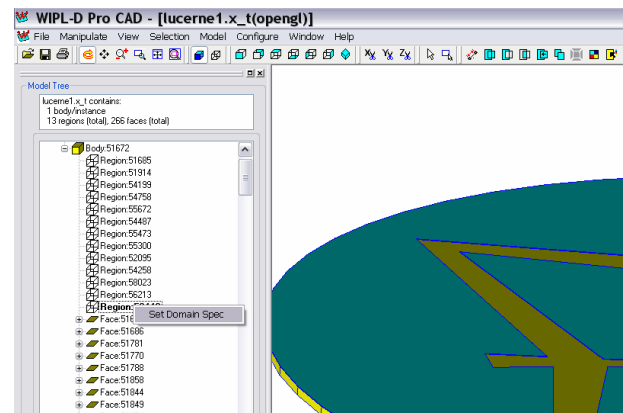 WIPL-D Pro CAD - [lucerne1.x_t(opengl)]
File Manipulate View Selection Model Configure Window Help
Model Tree
lucerne1.x_t contains:
1 body/instance
13 regions (total), 266 faces (total)
Body:51672
Region:51685
Region:51914
Region:54199
Region:54758
Region:55672
Region:54487
Region:55473
Region:55300
Region:52095
Region:54258
Region:58023
Region:56213
Set Domain Spec
Face:51686
Face:51781
Face:51770
Face:51788
Face:51858
Face:51844
Face:51849